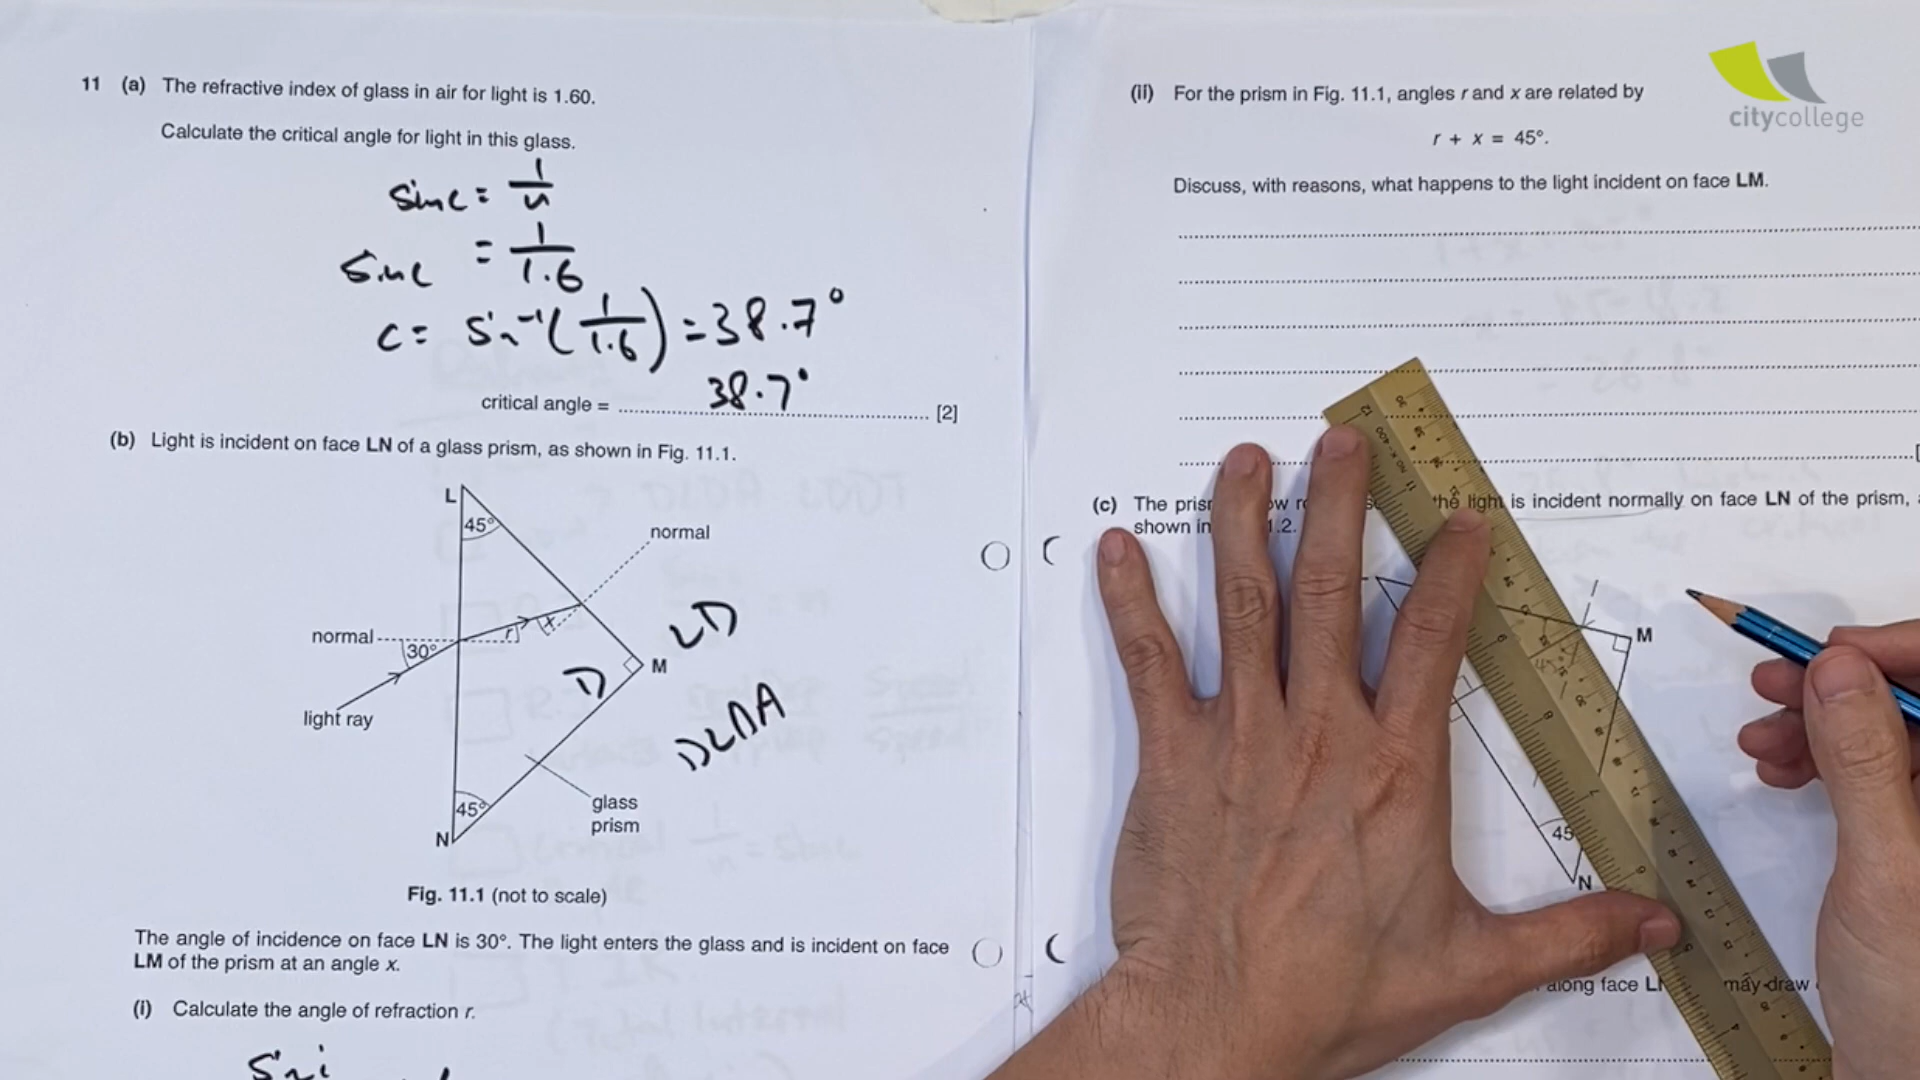 11 (a) The refractive index of glass in air for light is 1.60.
Calculate the critical angle for light in this glass.
sinc = 1/n
sinc = 1/1.6
c = sin⁻¹(1/1.6) = 38.7°
38.7°
critical angle = ........................ [2]
(b) Light is incident on face LN of a glass prism, as shown in Fig. 11.1.
L
45°
normal
normal
30°
r
x
M
light ray
LD
D
DLDA
45°
glass
prism
N
Fig. 11.1 (not to scale)
The angle of incidence on face LN is 30°. The light enters the glass and is incident on face
LM of the prism at an angle x.
(i) Calculate the angle of refraction r.
sini
citycollege
(ii) For the prism in Fig. 11.1, angles r and x are related by
r + x = 45°.
Discuss, with reasons, what happens to the light incident on face LM.
(c) The the light is incident normally on face LN of the prism,
shown in 1.2.
M
45
N
along face may draw